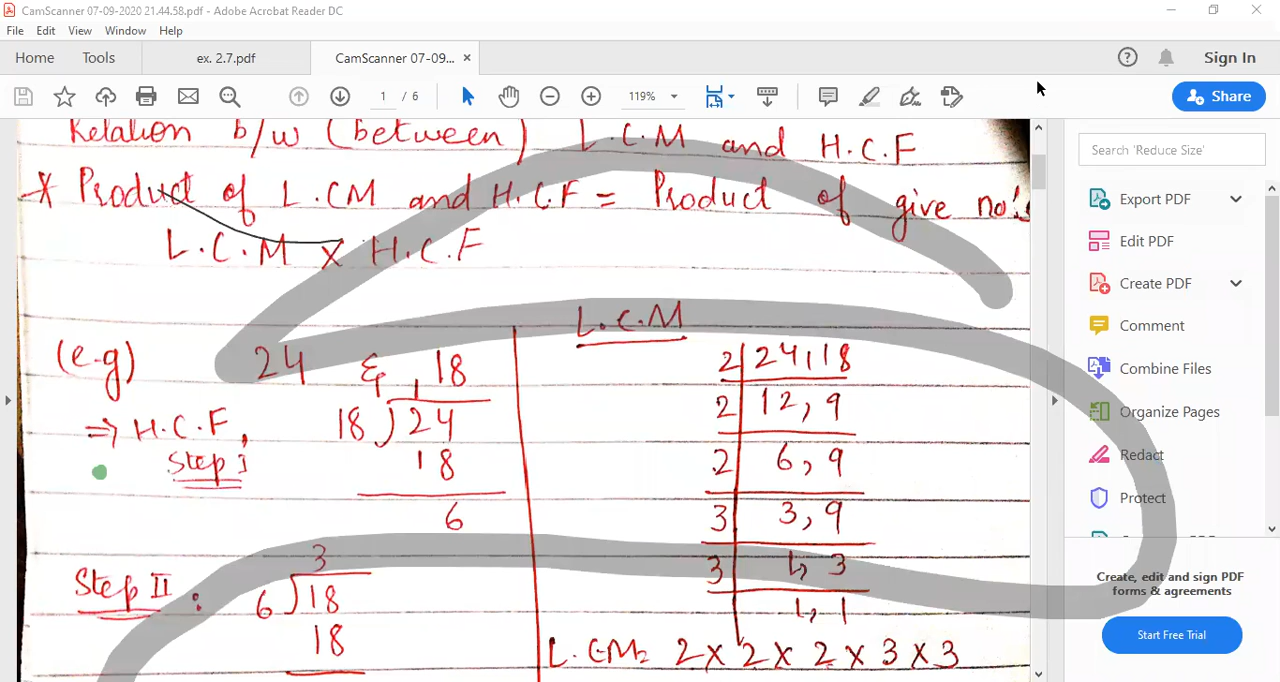 CamScanner 07-09-2020 21.44.58.pdf - Adobe Acrobat Reader DC
File Edit View Window Help
Home Tools ex. 2.7.pdf CamScanner 07-09... × Sign In
1 / 6 119% Share
Relation b/w (between) L.C.M and H.C.F
* Product of L.CM and H.C.F = Product of give no's
L.C.M X H.C.F
(e-g) 24 & 18
⇒ H.C.F,
Step I
1
18 ) 24
18
6
Step II :
3
6 ) 18
18
L.C.M
2 | 24, 18
2 | 12, 9
2 | 6, 9
3 | 3, 9
3 | 1, 3
1, 1
L.CM= 2 X 2 X 2 X 3 X 3
Search 'Reduce Size'
Export PDF
Edit PDF
Create PDF
Comment
Combine Files
Organize Pages
Redact
Protect
Create, edit and sign PDF
forms & agreements
Start Free Trial